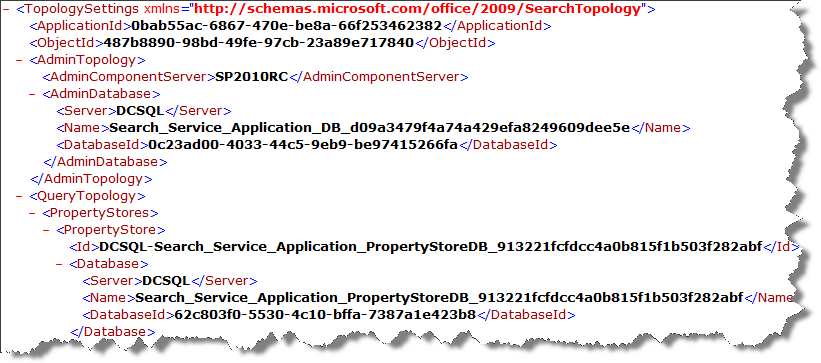 - <TopologySettings xmlns="http://schemas.microsoft.com/office/2009/SearchTopology">
<ApplicationId>0bab55ac-6867-470e-be8a-66f253462382</ApplicationId>
<ObjectId>487b8890-98bd-49fe-97cb-23a89e717840</ObjectId>
- <AdminTopology>
<AdminComponentServer>SP2010RC</AdminComponentServer>
- <AdminDatabase>
<Server>DCSQL</Server>
<Name>Search_Service_Application_DB_d09a3479f4a74a429efa8249609dee5e</Name>
<DatabaseId>0c23ad00-4033-44c5-9eb9-be97415266fa</DatabaseId>
</AdminDatabase>
</AdminTopology>
- <QueryTopology>
- <PropertyStores>
- <PropertyStore>
<Id>DCSQL-Search_Service_Application_PropertyStoreDB_913221fcfdcc4a0b815f1b503f282abf</Id>
- <Database>
<Server>DCSQL</Server>
<Name>Search_Service_Application_PropertyStoreDB_913221fcfdcc4a0b815f1b503f282abf</Name
<DatabaseId>62c803f0-5530-4c10-bffa-7387a1e423b8</DatabaseId>
</Database>